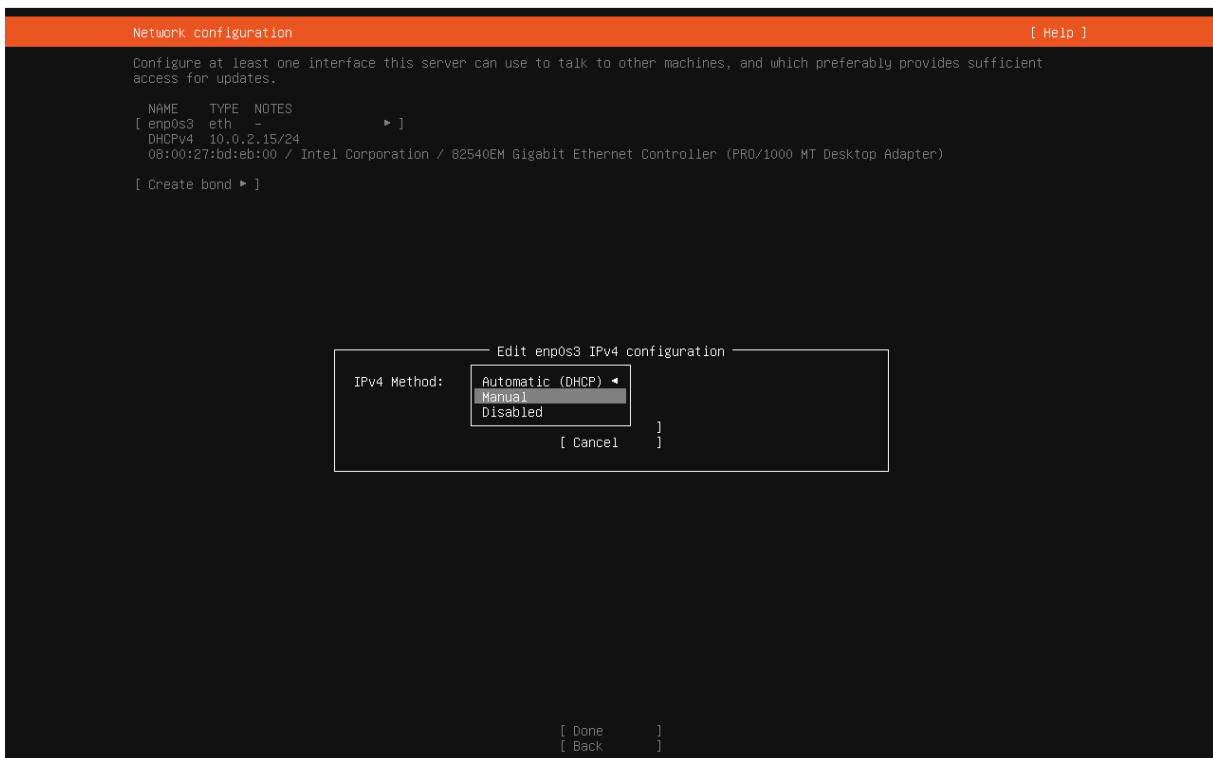 Network configuration [ Help ]
Configure at least one interface this server can use to talk to other machines, and which preferably provides sufficient
access for updates.
NAME TYPE NOTES
[ enp0s3 eth - ▸ ]
DHCPv4 10.0.2.15/24
08:00:27:bd:eb:00 / Intel Corporation / 82540EM Gigabit Ethernet Controller (PRO/1000 MT Desktop Adapter)
[ Create bond ▸ ]
Edit enp0s3 IPv4 configuration
IPv4 Method: Automatic (DHCP) ◂
Manual
Disabled
]
[ Cancel ]
[ Done ]
[ Back ]